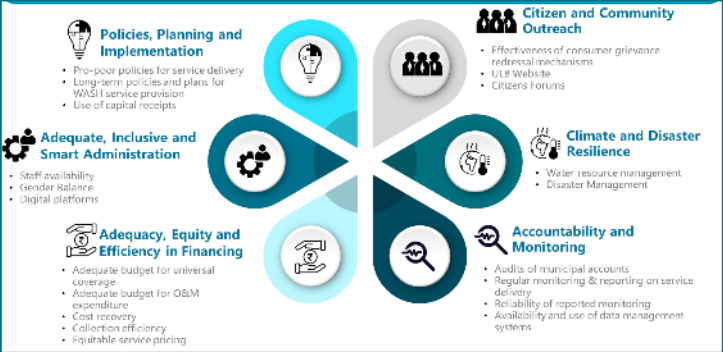 Policies, Planning and
Implementation
• Pro-poor policies for service delivery
• Long-term policies and plans for
WASH service provision
• Use of capital receipts
Adequate, Inclusive and
Smart Administration
• Staff availability
• Gender Balance
• Digital platforms
Adequacy, Equity and
Efficiency in Financing
• Adequate budget for universal
coverage
• Adequate budget for O&M
expenditure
• Cost recovery
• Collection efficiency
• Equitable service pricing
Citizen and Community
Outreach
• Effectiveness of consumer grievance
redressal mechanisms
• ULB Website
• Citizens Forums
Climate and Disaster
Resilience
• Water resource management
• Disaster Management
Accountability and
Monitoring
• Audits of municipal accounts
• Regular monitoring & reporting on service
delivery
• Reliability of reported monitoring
• Availability and use of data management
systems